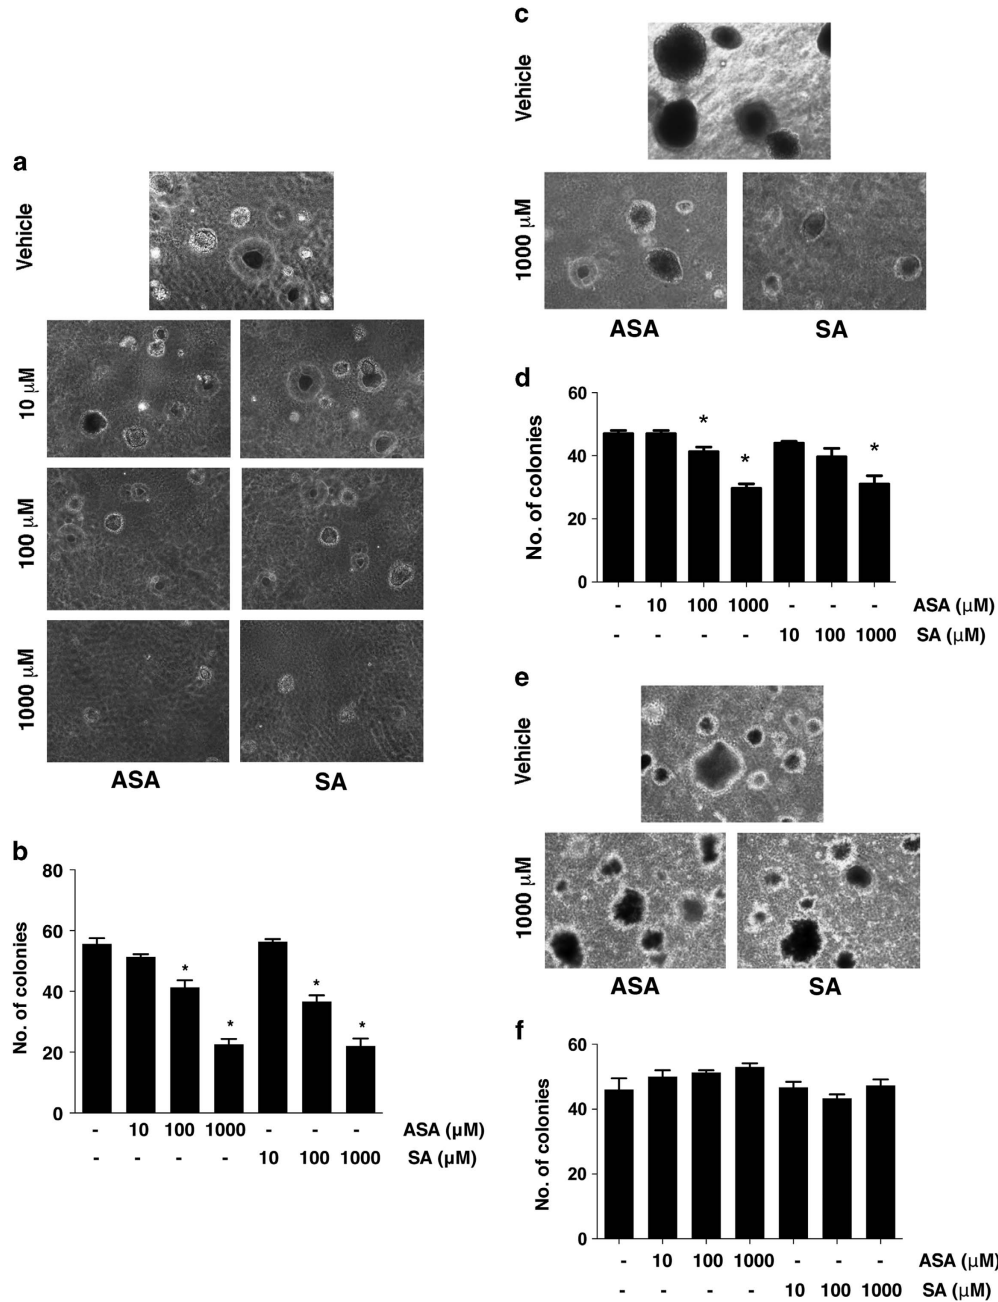 a
Vehicle
10 µM
100 µM
1000 µM
ASA SA
b
No. of colonies
80
60
40
20
0
* * * *
- 10 100 1000 - - - ASA (µM)
- - - - 10 100 1000 SA (µM)
c
Vehicle
1000 µM
ASA SA
d
No. of colonies
60
40
20
0
* * *
- 10 100 1000 - - - ASA (µM)
- - - - 10 100 1000 SA (µM)
e
Vehicle
1000 µM
ASA SA
f
No. of colonies
60
40
20
0
- 10 100 1000 - - - ASA (µM)
- - - - 10 100 1000 SA (µM)